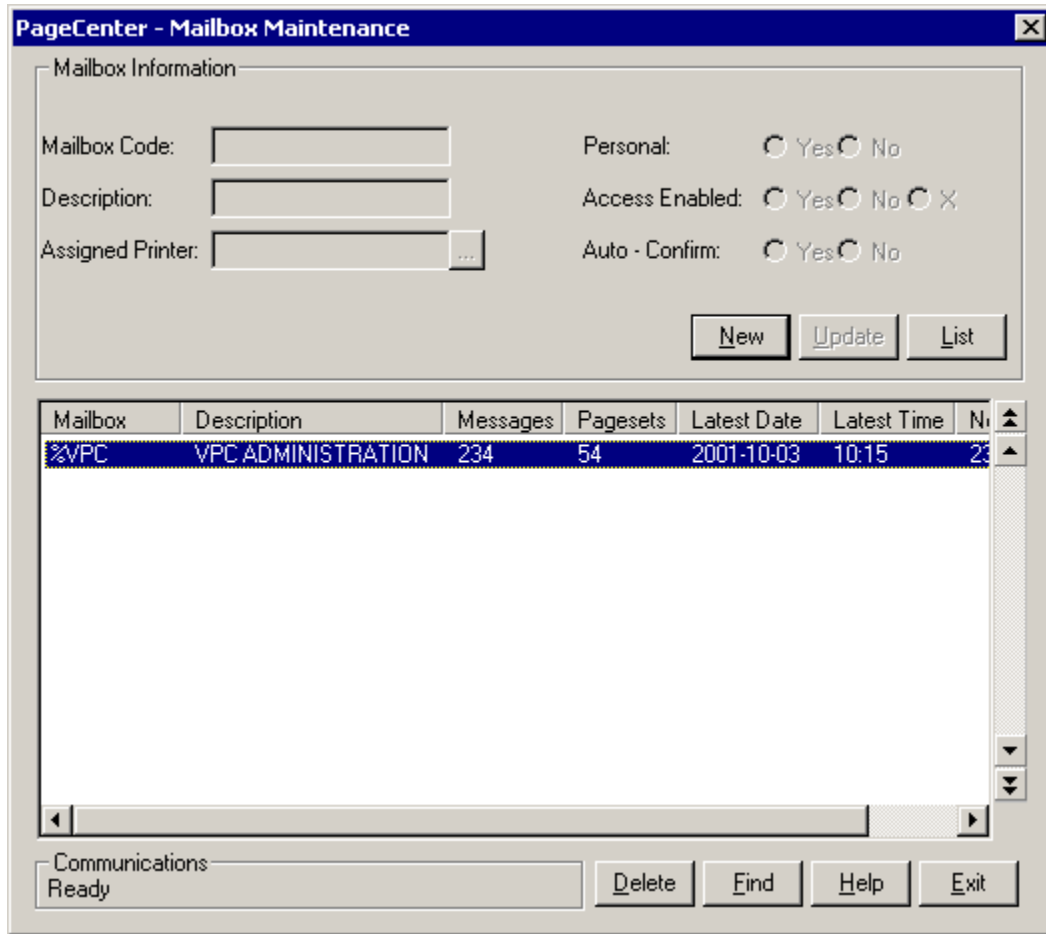 PageCenter - Mailbox Maintenance
Mailbox Information
Mailbox Code: Personal: Yes No
Description: Access Enabled: Yes No X
Assigned Printer: ... Auto - Confirm: Yes No
New Update List
Mailbox Description Messages Pagesets Latest Date Latest Time
%VPC VPC ADMINISTRATION 234 54 2001-10-03 10:15
Communications
Ready Delete Find Help Exit